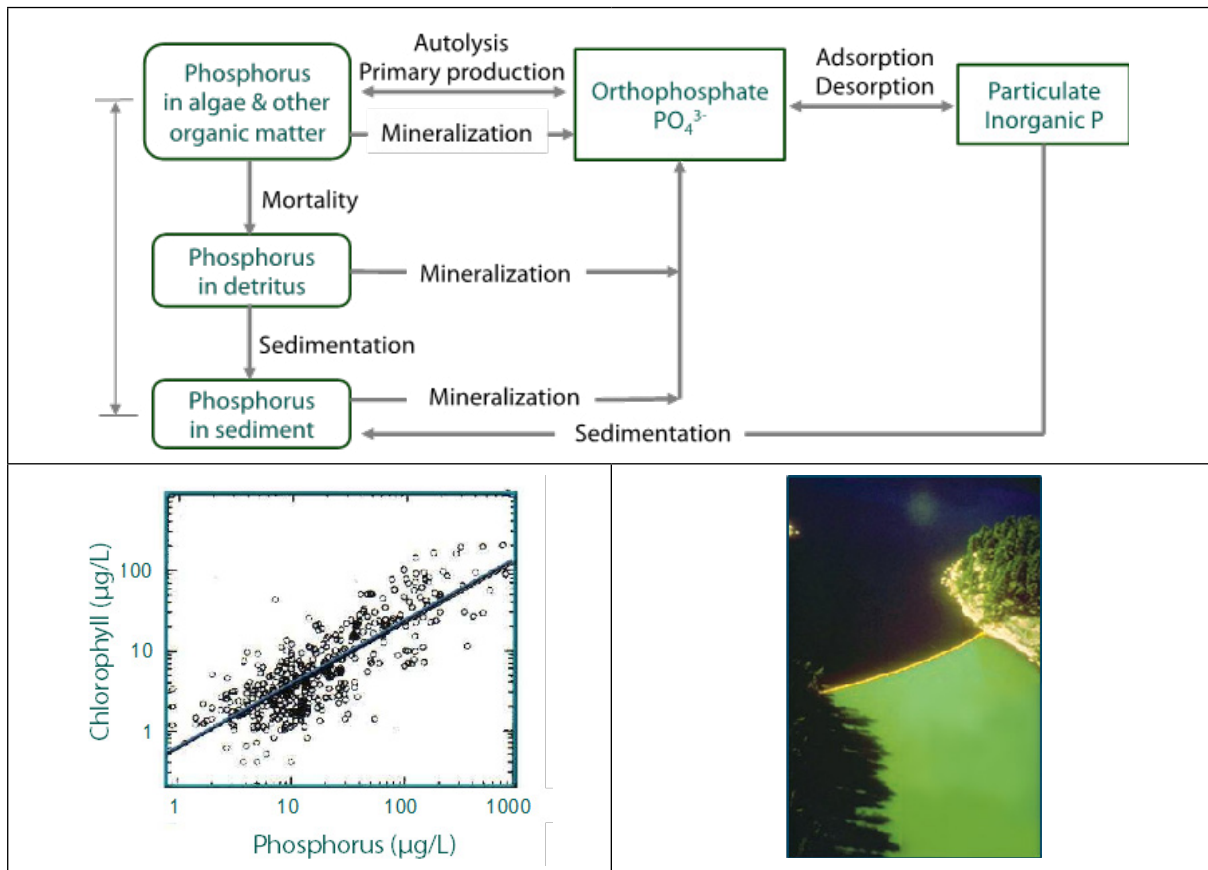 Phosphorus
in algae & other
organic matter
Autolysis
Primary production
Mineralization
Orthophosphate
PO₄³⁻
Adsorption
Desorption
Particulate
Inorganic P
Mortality
Phosphorus
in detritus
Mineralization
Sedimentation
Phosphorus
in sediment
Mineralization
Sedimentation
Chlorophyll (µg/L)
100
10
1
1
10
100
1000
Phosphorus (µg/L)